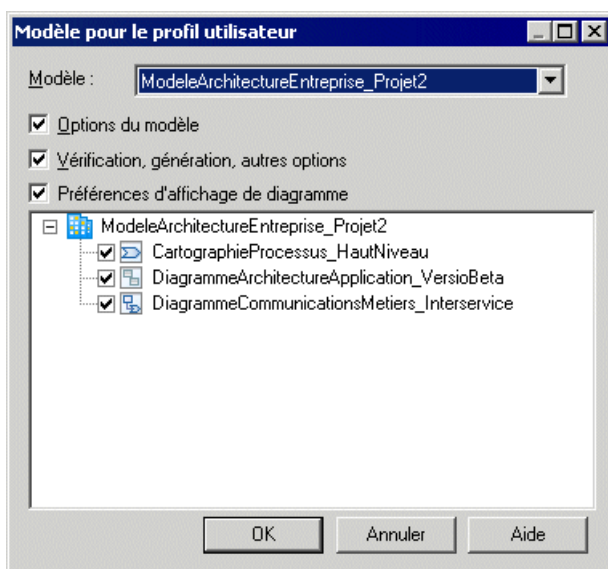 Modèle pour le profil utilisateur
Modèle : ModeleArchitectureEntreprise_Projet2
Options du modèle
Vérification, génération, autres options
Préférences d'affichage de diagramme
ModeleArchitectureEntreprise_Projet2
CartographieProcessus_HautNiveau
DiagrammeArchitectureApplication_VersioBeta
DiagrammeCommunicationsMetiers_Interservice
OK Annuler Aide